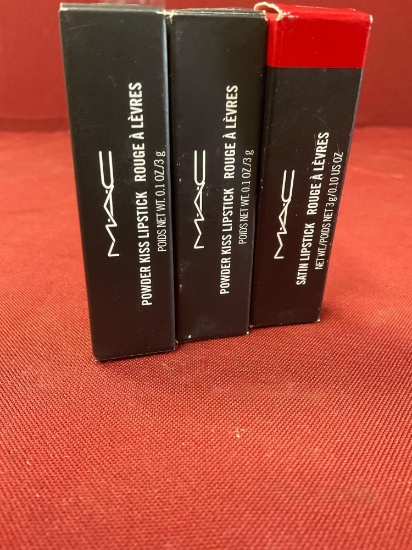 MAC
POWDER KISS LIPSTICK ROUGE À LÈVRES
POIDS NET WT. 0.1 OZ/3 g
MAC
POWDER KISS LIPSTICK ROUGE À LÈVRES
POIDS NET WT. 0.1 OZ/3 g
MAC
SATIN LIPSTICK ROUGE À LÈVRES
NET WT./POIDS NET 3 g/0.10 US OZ